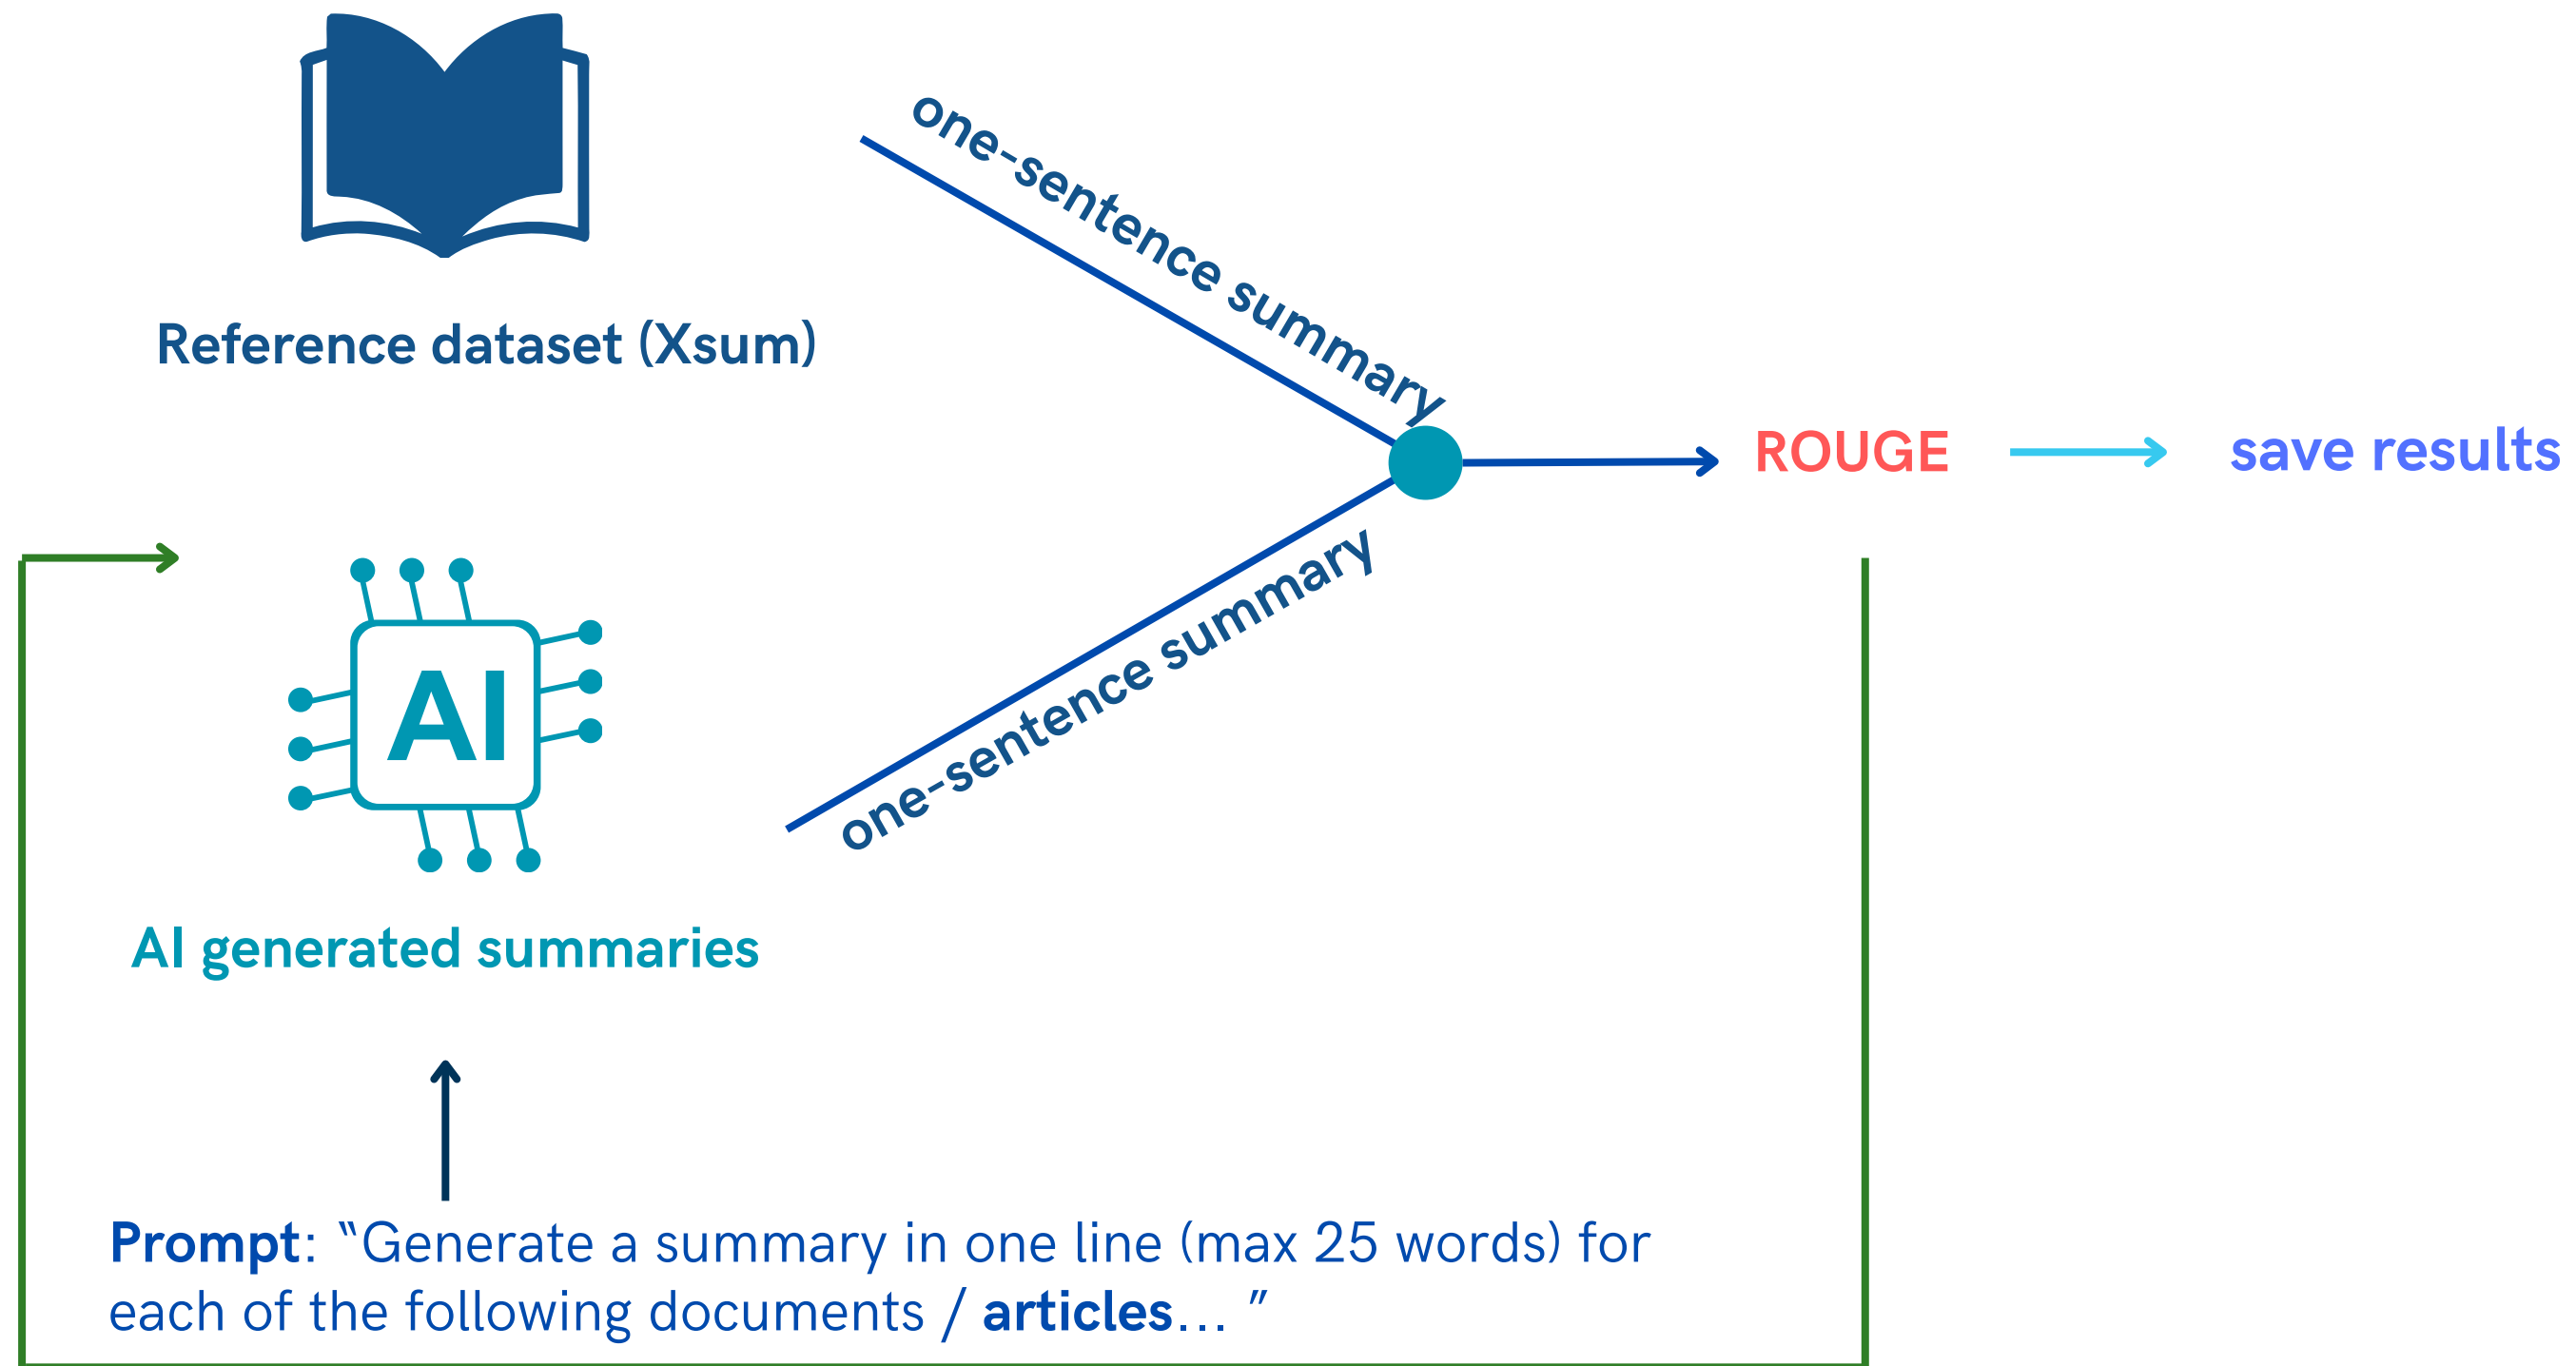 one-sentence summary
Reference dataset (Xsum)
ROUGE
save results
one-sentence summary
AI
AI generated summaries
Prompt: “Generate a summary in one line (max 25 words) for
each of the following documents / articles... ”